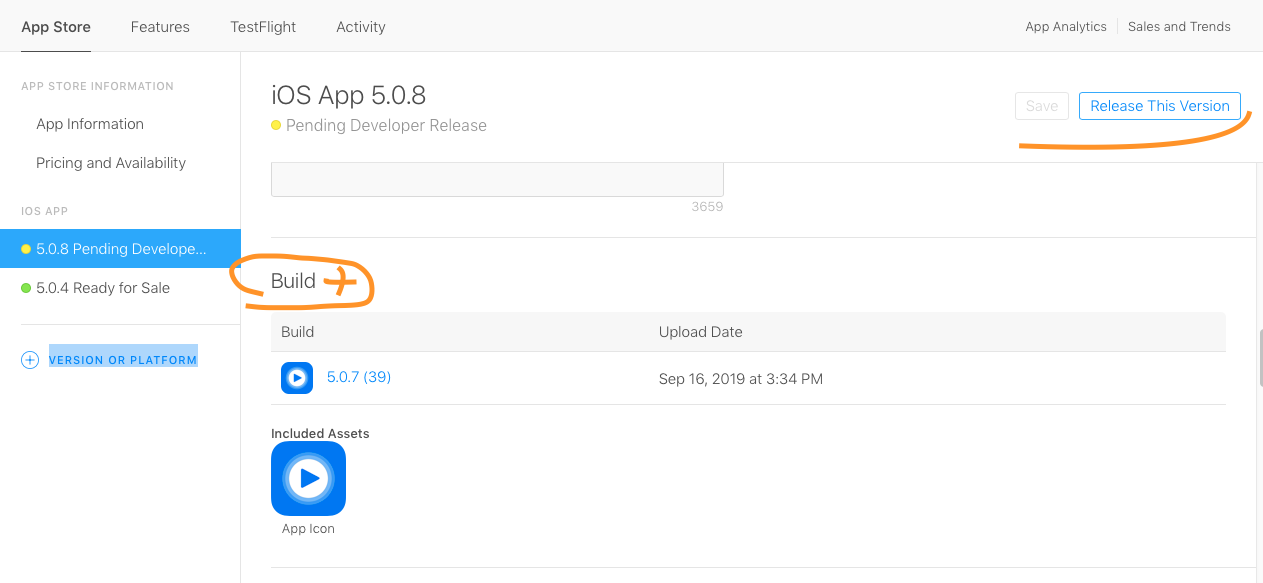 App Store Features TestFlight Activity App Analytics Sales and Trends
APP STORE INFORMATION
App Information
Pricing and Availability
IOS APP
5.0.8 Pending Develope...
5.0.4 Ready for Sale
VERSION OR PLATFORM
iOS App 5.0.8
Pending Developer Release
Save Release This Version
3659
Build +
Build Upload Date
5.0.7 (39) Sep 16, 2019 at 3:34 PM
Included Assets
App Icon